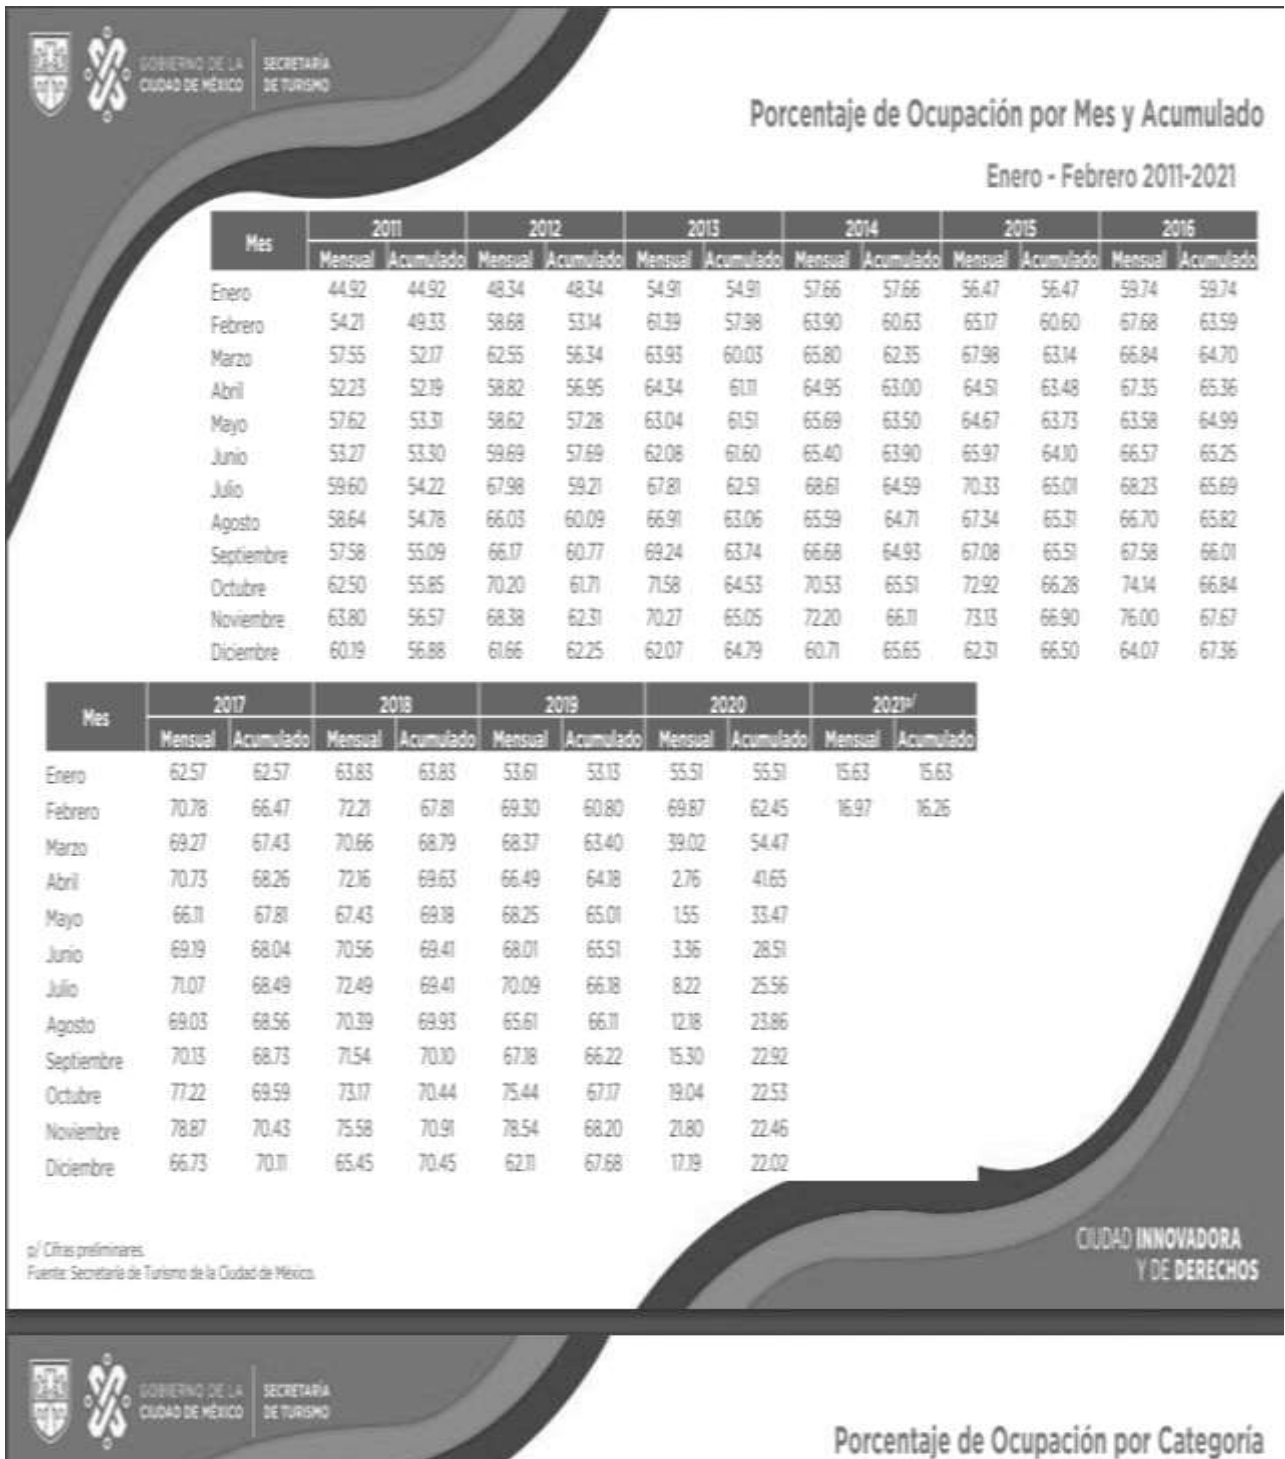 GOBIERNO DE LA SECRETARÍA
CIUDAD DE MÉXICO DE TURISMO
Porcentaje de Ocupación por Mes y Acumulado
Enero - Febrero 2011-2021
Mes 2011 2012 2013 2014 2015 2016
Mensual Acumulado Mensual Acumulado Mensual Acumulado Mensual Acumulado Mensual Acumulado Mensual Acumulado
Enero 44.92 44.92 48.34 48.34 54.91 54.91 57.66 57.66 56.47 56.47 59.74 59.74
Febrero 54.21 49.33 58.68 53.14 61.39 57.98 63.90 60.63 65.17 60.60 67.68 63.59
Marzo 57.55 52.17 62.55 56.34 63.93 60.03 65.80 62.35 67.98 63.14 66.84 64.70
Abril 52.23 52.19 58.82 56.95 64.34 61.11 64.95 63.00 64.51 63.48 67.35 65.36
Mayo 57.62 53.31 58.62 57.28 63.04 61.51 65.69 63.50 64.67 63.73 63.58 64.99
Junio 53.27 53.30 59.69 57.69 62.08 61.60 65.40 63.90 65.97 64.10 66.57 65.25
Julio 59.60 54.22 67.98 59.21 67.81 62.51 68.61 64.59 70.33 65.01 68.23 65.69
Agosto 58.64 54.78 66.03 60.09 66.91 63.06 65.59 64.71 67.34 65.31 66.70 65.82
Septiembre 57.58 55.09 66.17 60.77 69.24 63.74 66.68 64.93 67.08 65.51 67.58 66.01
Octubre 62.50 55.85 70.20 61.71 71.58 64.53 70.53 65.51 72.92 66.28 74.14 66.84
Noviembre 63.80 56.57 68.38 62.31 70.27 65.05 72.20 66.11 73.13 66.90 76.00 67.67
Diciembre 60.19 56.88 61.66 62.25 62.07 64.79 60.71 65.65 62.31 66.50 64.07 67.36
Mes 2017 2018 2019 2020 2021p/
Mensual Acumulado Mensual Acumulado Mensual Acumulado Mensual Acumulado Mensual Acumulado
Enero 62.57 62.57 63.83 63.83 53.61 53.13 55.51 55.51 15.63 15.63
Febrero 70.78 66.47 72.21 67.81 69.30 60.80 69.87 62.45 16.97 16.26
Marzo 69.27 67.43 70.66 68.79 68.37 63.40 39.02 54.47
Abril 70.73 68.26 72.16 69.63 66.49 64.18 2.76 41.65
Mayo 66.11 67.81 67.43 69.18 68.25 65.01 1.55 33.47
Junio 69.19 68.04 70.56 69.41 68.01 65.51 3.36 28.51
Julio 71.07 68.49 72.49 69.41 70.09 66.18 8.22 25.56
Agosto 69.03 68.56 70.39 69.93 65.61 66.11 12.18 23.86
Septiembre 70.13 68.73 71.54 70.10 67.18 66.22 15.30 22.92
Octubre 77.22 69.59 73.17 70.44 75.44 67.17 19.04 22.53
Noviembre 78.87 70.43 75.58 70.91 78.54 68.20 21.80 22.46
Diciembre 66.73 70.11 65.45 70.45 62.11 67.68 17.19 22.02
p/ Cifras preliminares.
Fuente: Secretaría de Turismo de la Ciudad de México.
CIUDAD INNOVADORA
Y DE DERECHOS
GOBIERNO DE LA SECRETARÍA
CIUDAD DE MÉXICO DE TURISMO
Porcentaje de Ocupación por Categoría